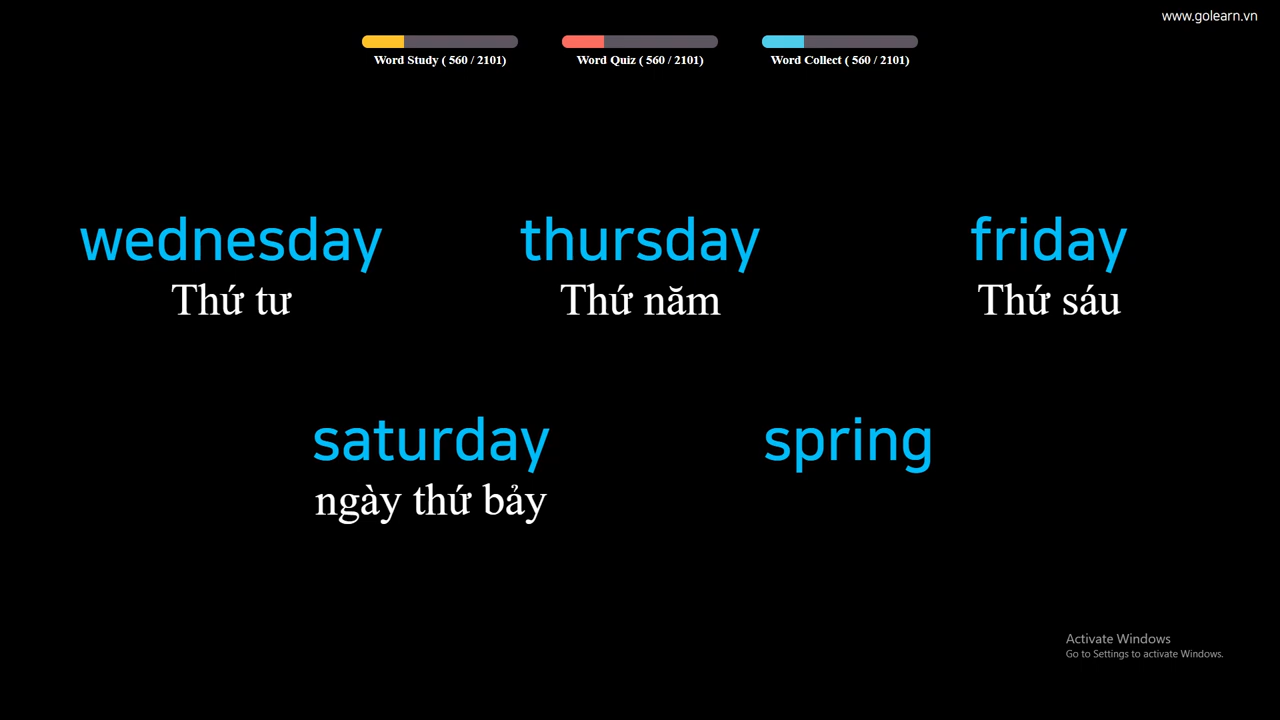 www.golearn.vn
Word Study ( 560 / 2101)
Word Quiz ( 560 / 2101)
Word Collect ( 560 / 2101)
wednesday
Thứ tư
thursday
Thứ năm
friday
Thứ sáu
saturday
ngày thứ bảy
spring
Activate Windows
Go to Settings to activate Windows.